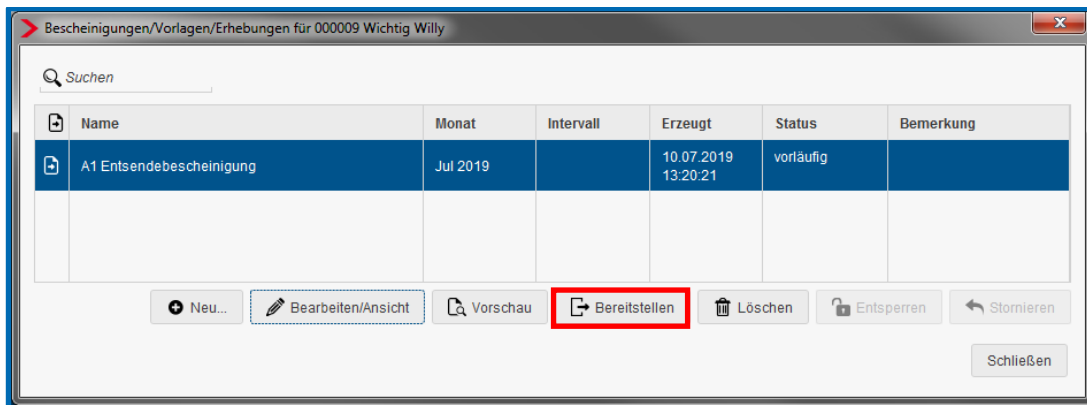 Bescheinigungen/Vorlagen/Erhebungen für 000009 Wichtig Willy
Suchen
Name Monat Intervall Erzeugt Status Bemerkung
A1 Entsendebescheinigung Jul 2019 10.07.2019 13:20:21 vorläufig
Neu... Bearbeiten/Ansicht Vorschau Bereitstellen Löschen Entsperren Stornieren
Schließen